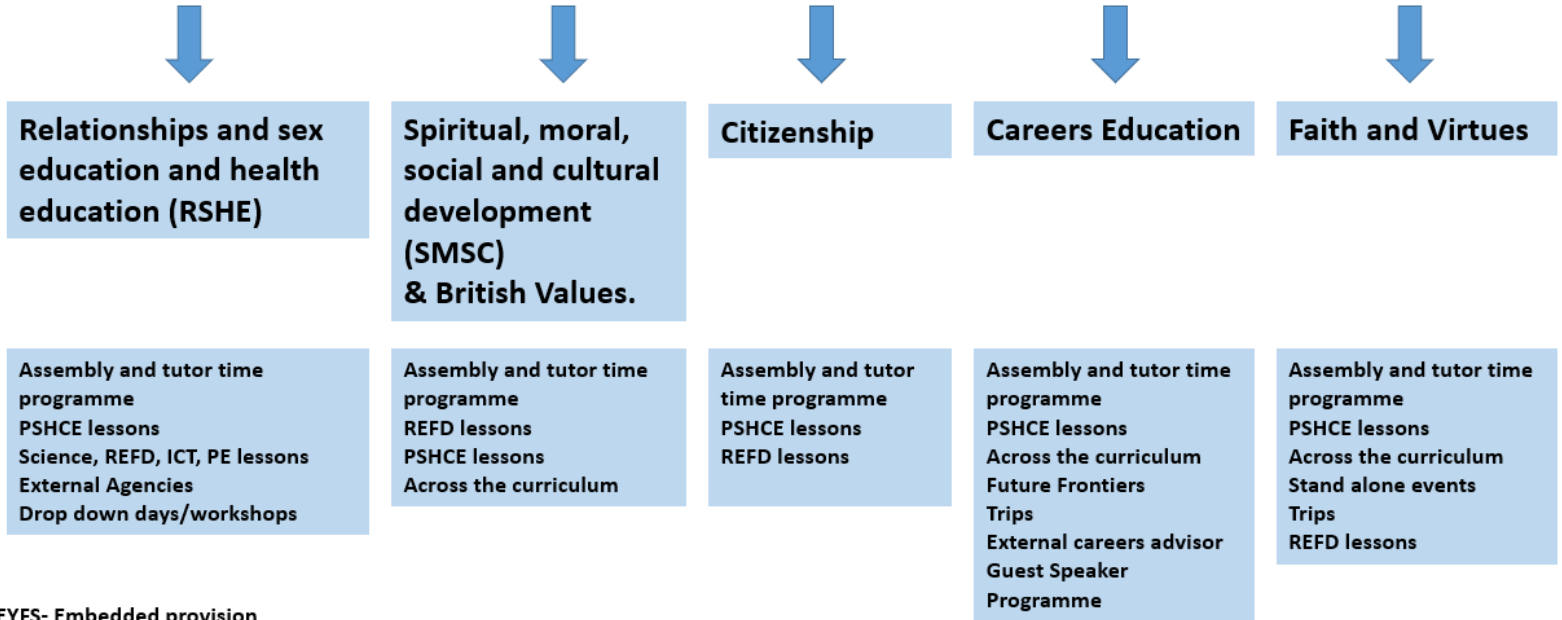 Relationships and sex
education and health
education (RSHE)
Spiritual, moral,
social and cultural
development
(SMSC)
& British Values.
Citizenship
Careers Education
Faith and Virtues
Assembly and tutor time
programme
PSHCE lessons
Science, REFD, ICT, PE lessons
External Agencies
Drop down days/workshops
Assembly and tutor time
programme
REFD lessons
PSHCE lessons
Across the curriculum
Assembly and tutor
time programme
PSHCE lessons
REFD lessons
Assembly and tutor time
programme
PSHCE lessons
Across the curriculum
Future Frontiers
Trips
External careers advisor
Guest Speaker
Programme
Assembly and tutor time
programme
PSHCE lessons
Across the curriculum
Stand alone events
Trips
REFD lessons
EYFS- Embedded provision